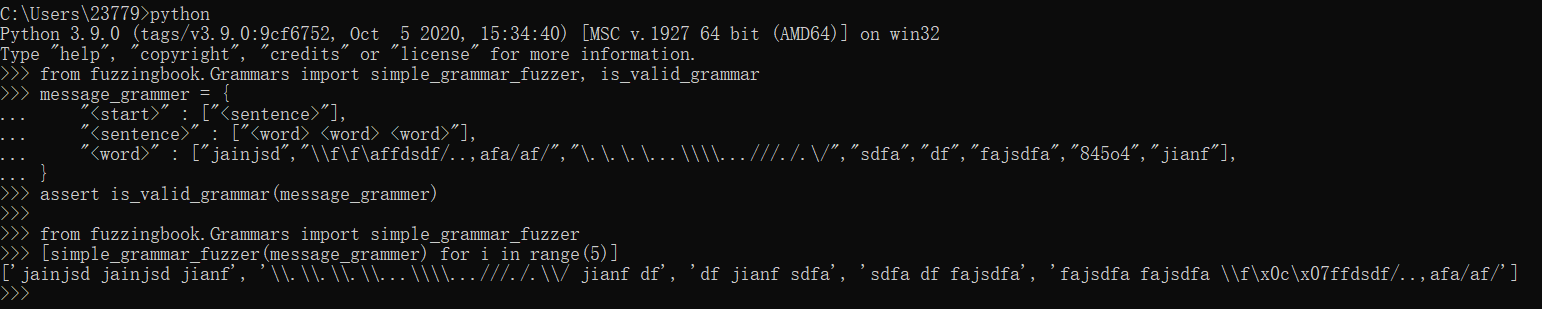 C:\Users\23779>python
Python 3.9.0 (tags/v3.9.0:9cf6752, Oct  5 2020, 15:34:40) [MSC v.1927 64 bit (AMD64)] on win32
Type "help", "copyright", "credits" or "license" for more information.
>>> from fuzzingbook.Grammars import simple_grammar_fuzzer, is_valid_grammar
>>> message_grammer = {
...     "<start>" : ["<sentence>"],
...     "<sentence>" : ["<word> <word> <word>"],
...     "<word>" : ["jainjsd","\\f\f\affdsdf/..,afa/af/","\.\.\.\...\\\\...///./.\/","sdfa","df","fajsdfa","845o4","jianf"],
... }
>>> assert is_valid_grammar(message_grammer)
>>>
>>> from fuzzingbook.Grammars import simple_grammar_fuzzer
>>> [simple_grammar_fuzzer(message_grammer) for i in range(5)]
['jainjsd jainjsd jianf', '\\.\\.\\.\\...\\\\...///./.\\/ jianf df', 'df jianf sdfa', 'sdfa df fajsdfa', 'fajsdfa fajsdfa \\f\x0c\x07ffdsdf/..,afa/af/']
>>>